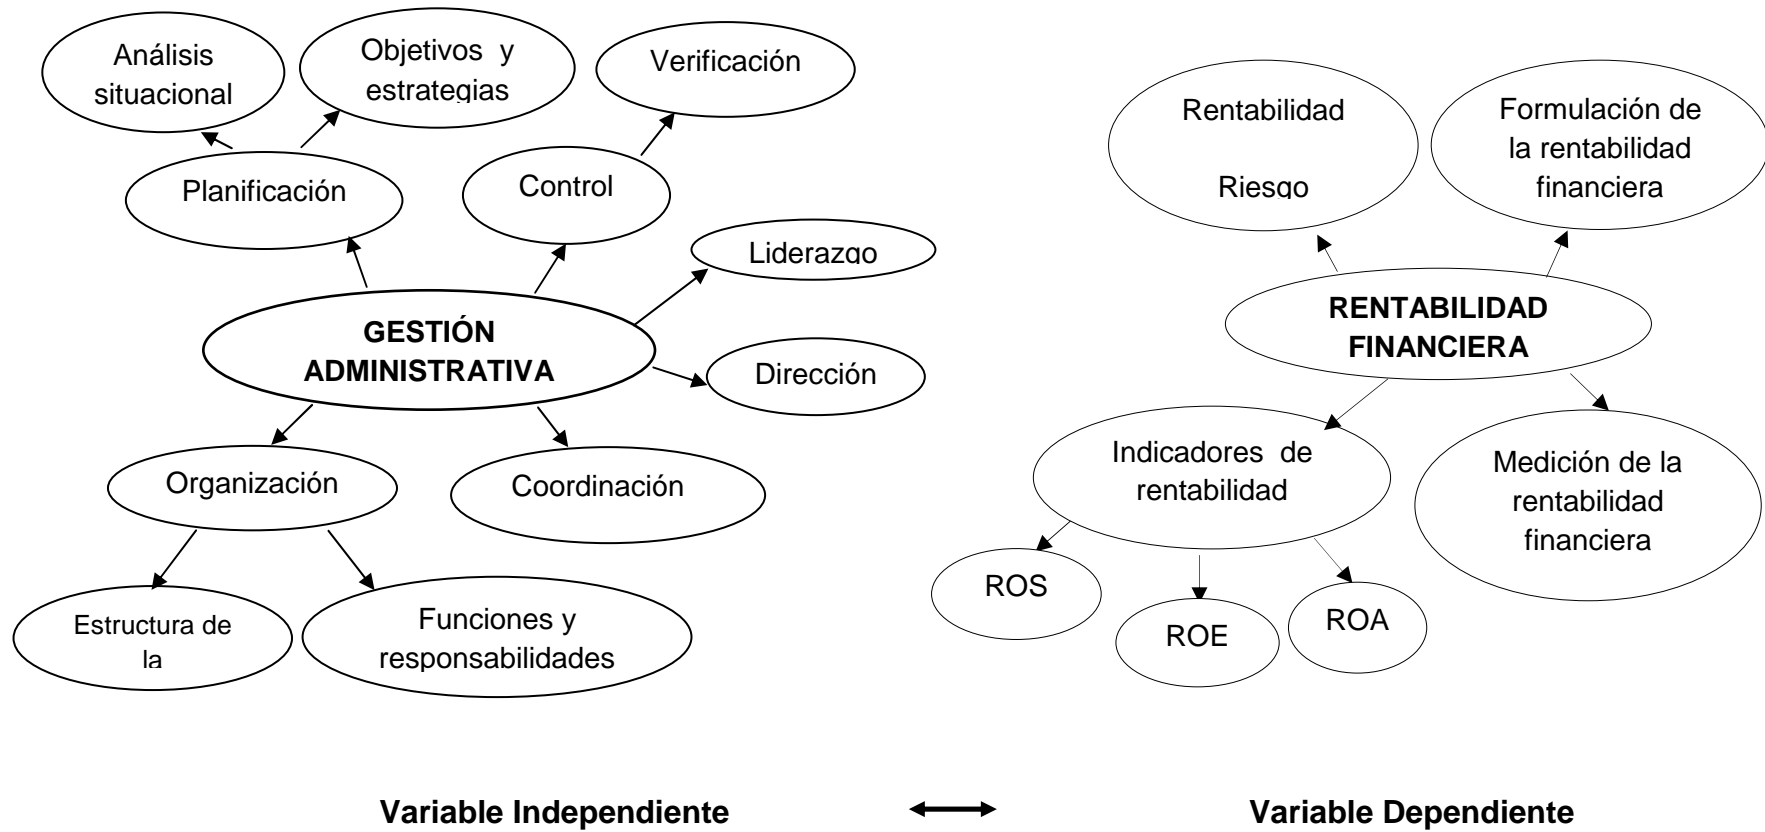 Análisis
situacional
Objetivos y
estrategias
Verificación
Planificación
Control
Liderazgo
GESTIÓN
ADMINISTRATIVA
Dirección
Organización
Coordinación
Estructura de
la
Funciones y
responsabilidades
Rentabilidad
Riesgo
Formulación de
la rentabilidad
financiera
RENTABILIDAD
FINANCIERA
Indicadores de
rentabilidad
Medición de la
rentabilidad
financiera
ROS
ROE
ROA
Variable Independiente
Variable Dependiente